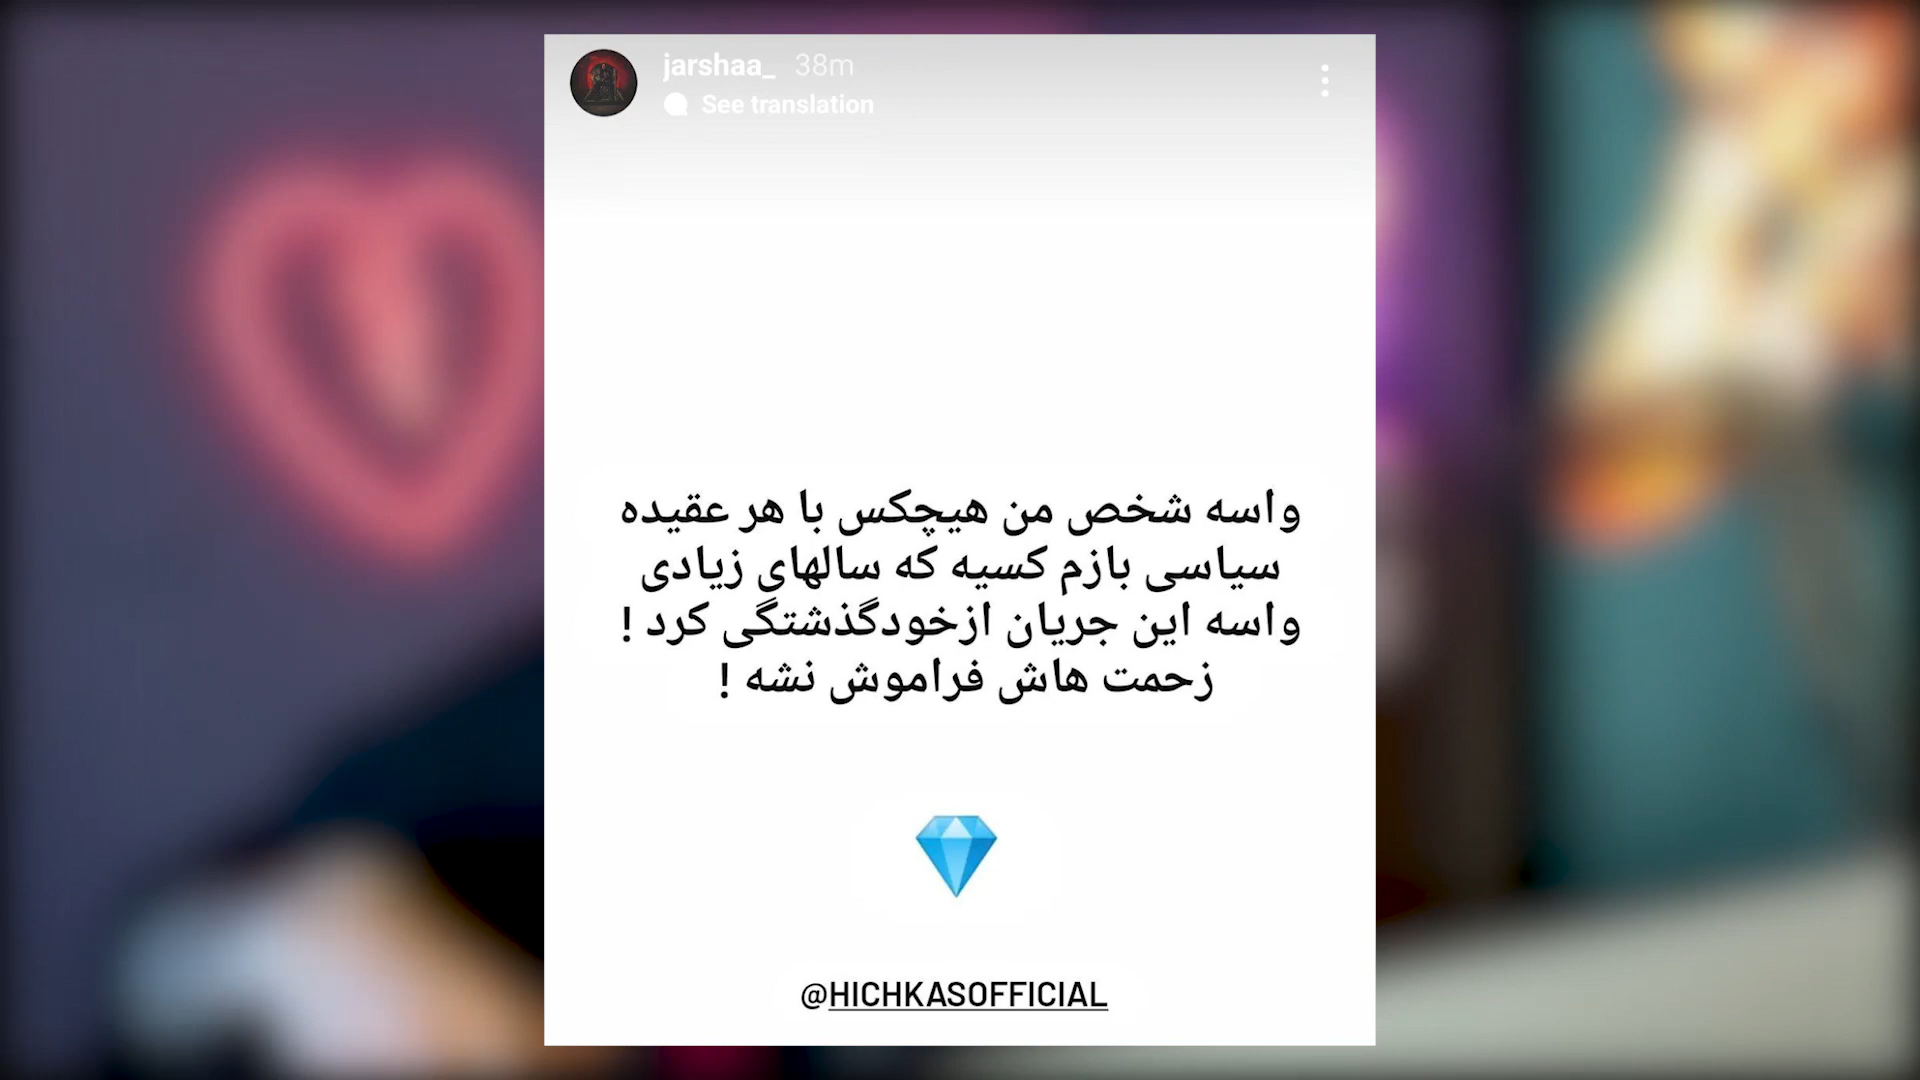 jarshaa_ 38m
See translation
واسه شخص من هیچکس با هر عقیده
سیاسی بازم کسیه که سالهای زیادی
واسه این جریان ازخودگذشتگی کرد !
زحمت هاش فراموش نشه !
@HICHKASOFFICIAL